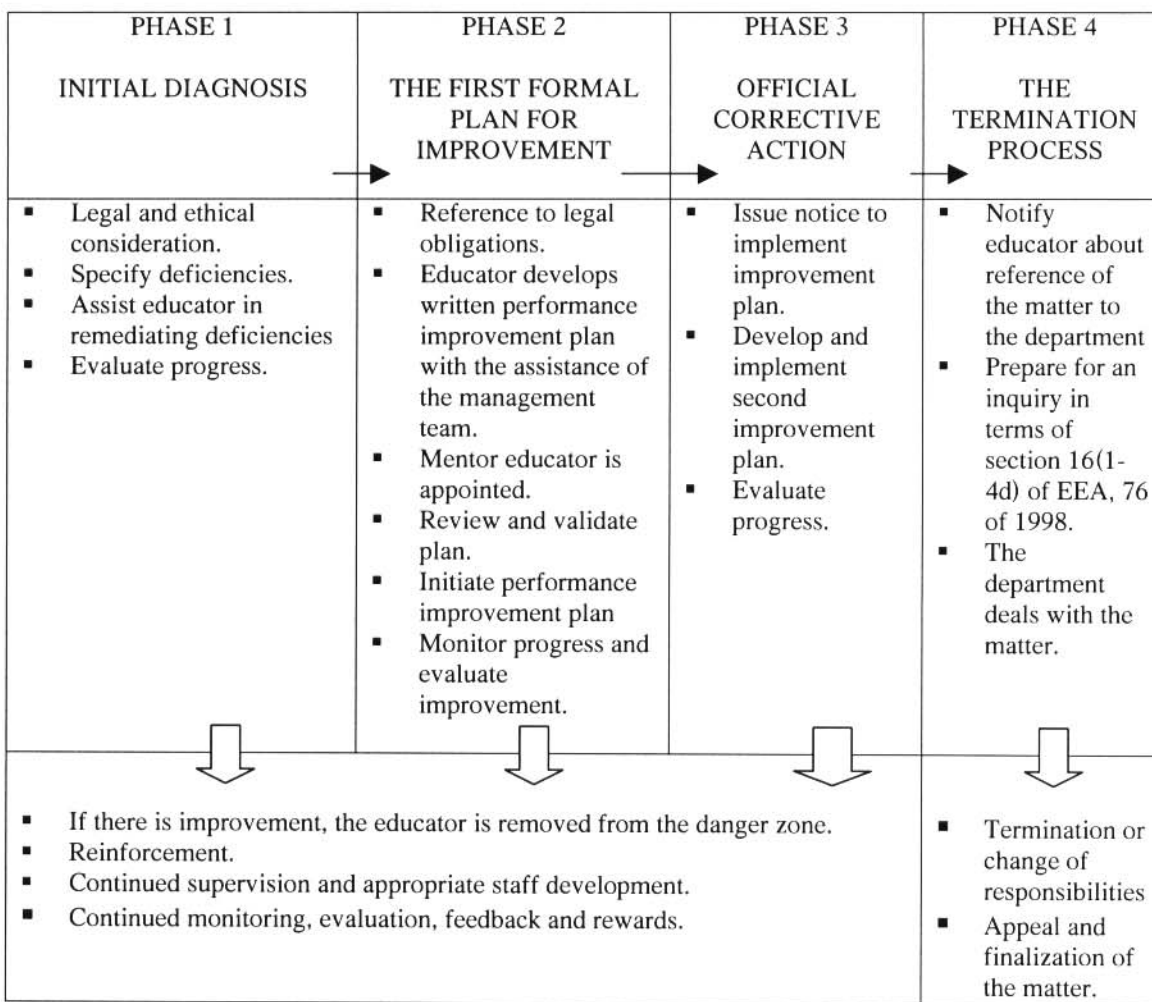 PHASE 1
INITIAL DIAGNOSIS
PHASE 2
THE FIRST FORMAL
PLAN FOR
IMPROVEMENT
PHASE 3
OFFICIAL
CORRECTIVE
ACTION
PHASE 4
THE
TERMINATION
PROCESS
▪ Legal and ethical
consideration.
▪ Specify deficiencies.
▪ Assist educator in
remediating deficiencies
▪ Evaluate progress.
▪ Reference to legal
obligations.
▪ Educator develops
written performance
improvement plan
with the assistance of
the management
team.
▪ Mentor educator is
appointed.
▪ Review and validate
plan.
▪ Initiate performance
improvement plan
▪ Monitor progress and
evaluate
improvement.
▪ Issue notice to
implement
improvement
plan.
▪ Develop and
implement
second
improvement
plan.
▪ Evaluate
progress.
▪ Notify
educator about
reference of
the matter to
the department
▪ Prepare for an
inquiry in
terms of
section 16(1-
4d) of EEA, 76
of 1998.
▪ The
department
deals with the
matter.
▪ If there is improvement, the educator is removed from the danger zone.
▪ Reinforcement.
▪ Continued supervision and appropriate staff development.
▪ Continued monitoring, evaluation, feedback and rewards.
▪ Termination or
change of
responsibilities
▪ Appeal and
finalization of
the matter.